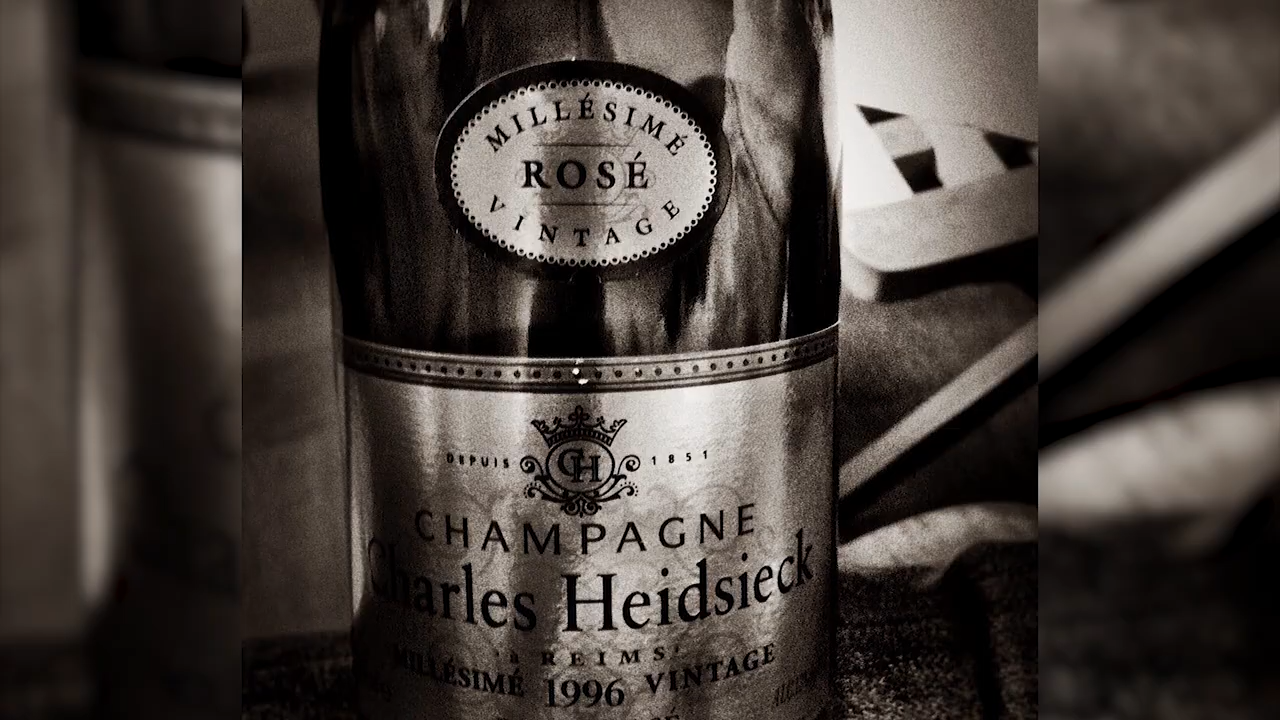 MILLÉSIMÉ
ROSÉ
VINTAGE
DEPUIS CH 1851
CHAMPAGNE
Charles Heidsieck
REIMS
MILLÉSIMÉ 1996 VINTAGE